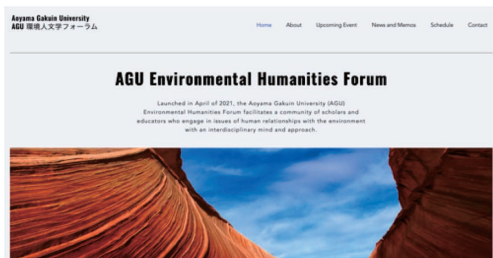 Aoyama Gakuin University
AGU 環境人文学フォーラム
Home About Upcoming Event News and Memos Schedule Contact
AGU Environmental Humanities Forum
Launched in April of 2021, the Aoyama Gakuin University (AGU)
Environmental Humanities Forum facilitates a community of scholars and
educators who engage in issues of human relationships with the environment
with an interdisciplinary mind and approach.